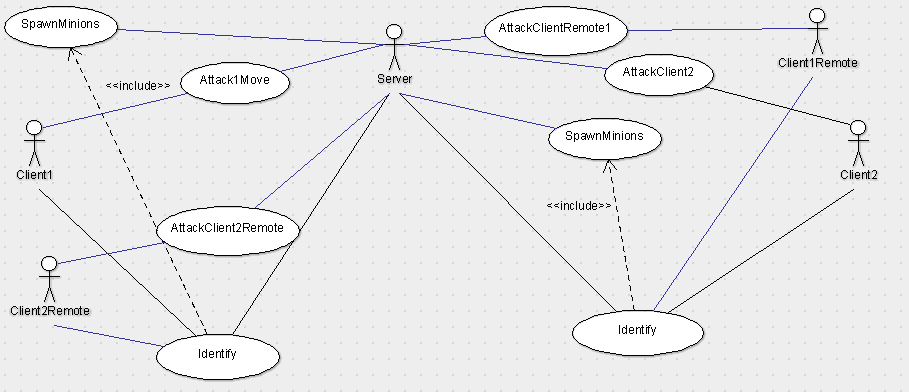 SpawnMinions
AttackClientRemote1
Client1Remote
Server
AttackClient2
Attack1Move
<<include>>
SpawnMinions
Client1
Client2
<<include>>
AttackClient2Remote
Client2Remote
Identify
Identify